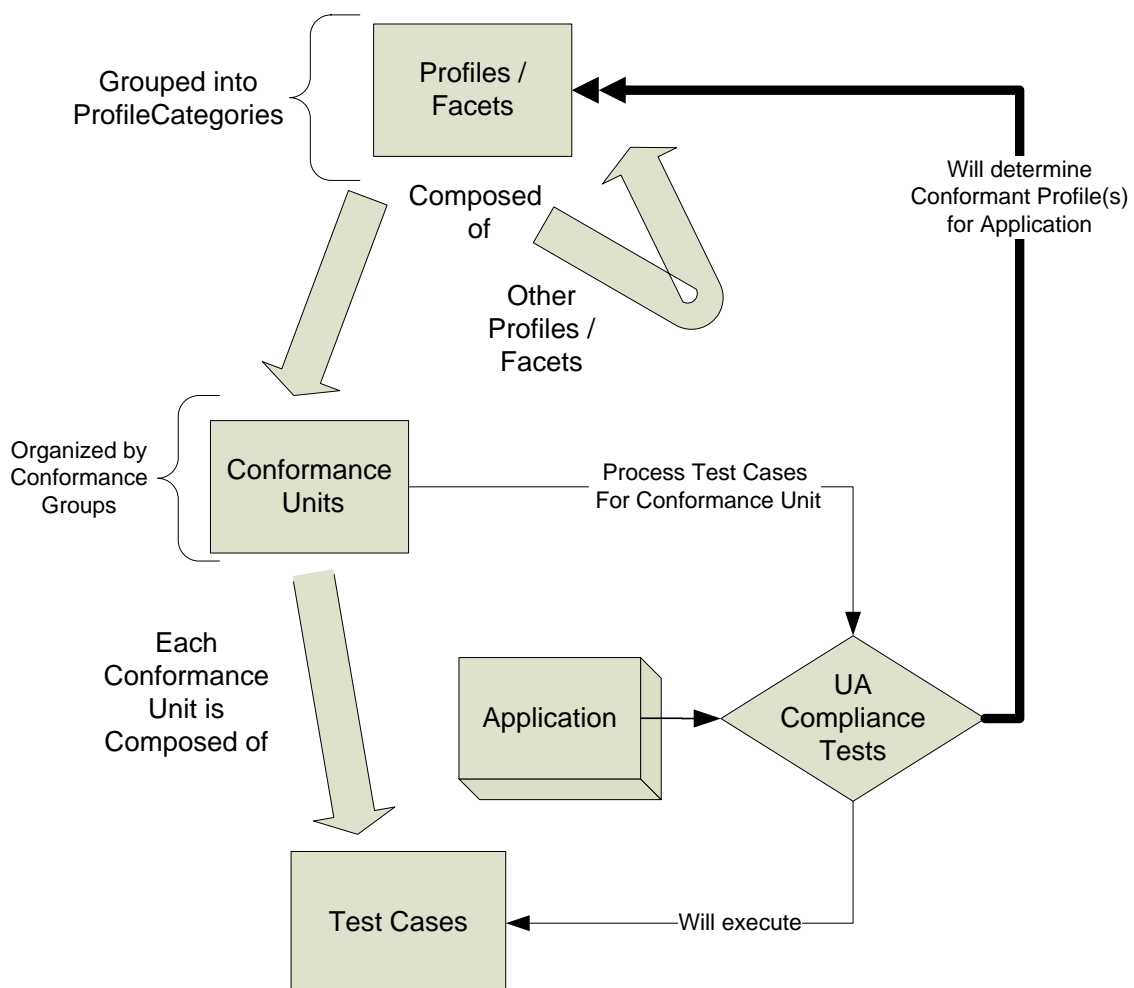 Grouped into
ProfileCategories
Profiles /
Facets
Will determine
Conformant Profile(s)
for Application
Composed
of
Other
Profiles /
Facets
Organized by
Conformance
Groups
Conformance
Units
Process Test Cases
For Conformance Unit
Each
Conformance
Unit is
Composed of
Application
UA
Compliance
Tests
Test Cases
Will execute